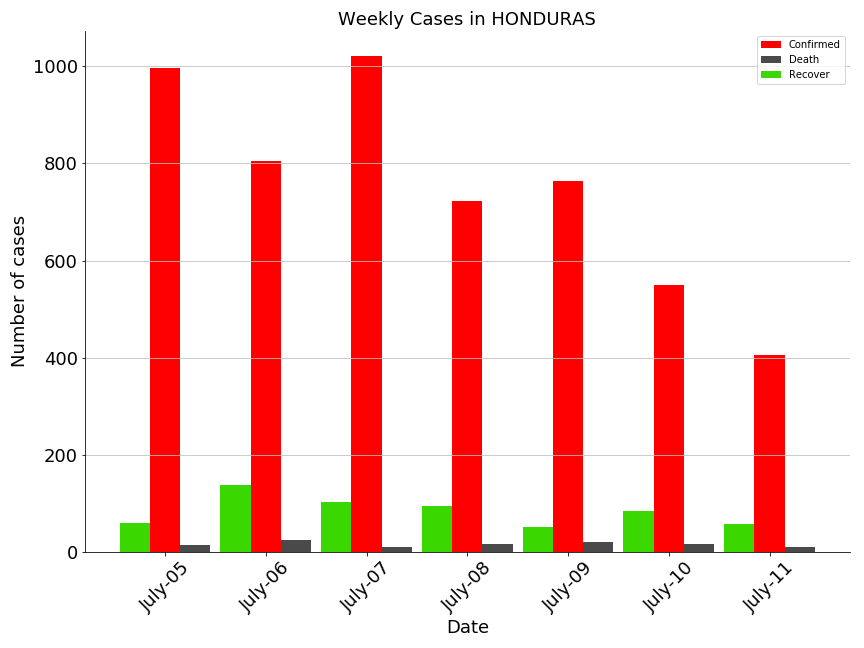 Weekly Cases in HONDURAS
Confirmed
Death
Recover
Number of cases
1000
800
600
400
200
0
July-05
July-06
July-07
July-08
July-09
July-10
July-11
Date